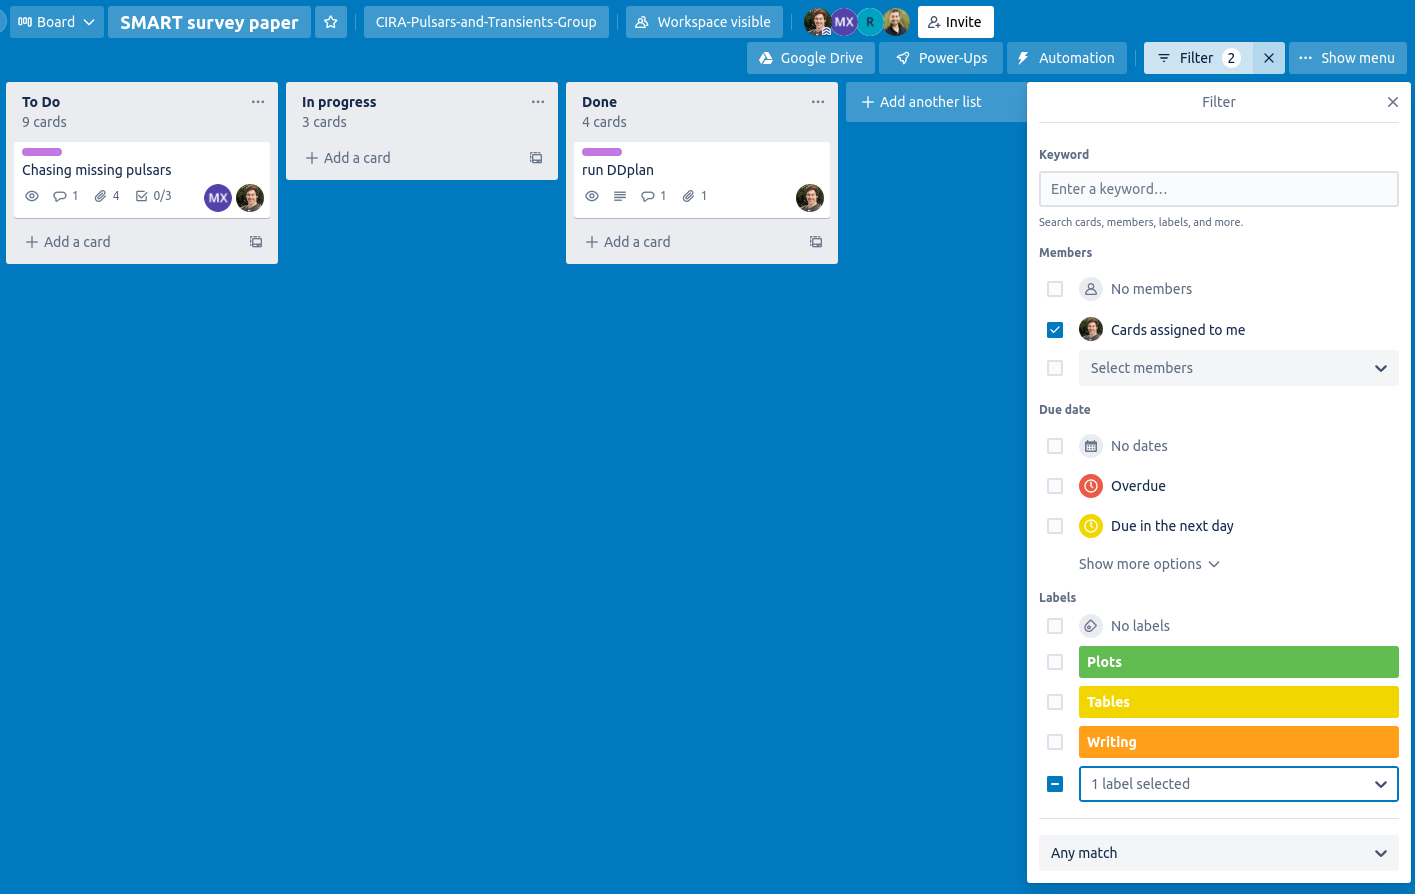 Board
SMART survey paper
CIRA-Pulsars-and-Transients-Group
Workspace visible
MX
R
Invite
Google Drive
Power-Ups
Automation
Filter 2
Show menu
To Do
9 cards
Chasing missing pulsars
1 4 0/3 MX
Add a card
In progress
3 cards
Add a card
Done
4 cards
run DDplan
1 1
Add a card
Add another list
Filter
Keyword
Enter a keyword...
Search cards, members, labels, and more.
Members
No members
Cards assigned to me
Select members
Due date
No dates
Overdue
Due in the next day
Show more options
Labels
No labels
Plots
Tables
Writing
1 label selected
Any match